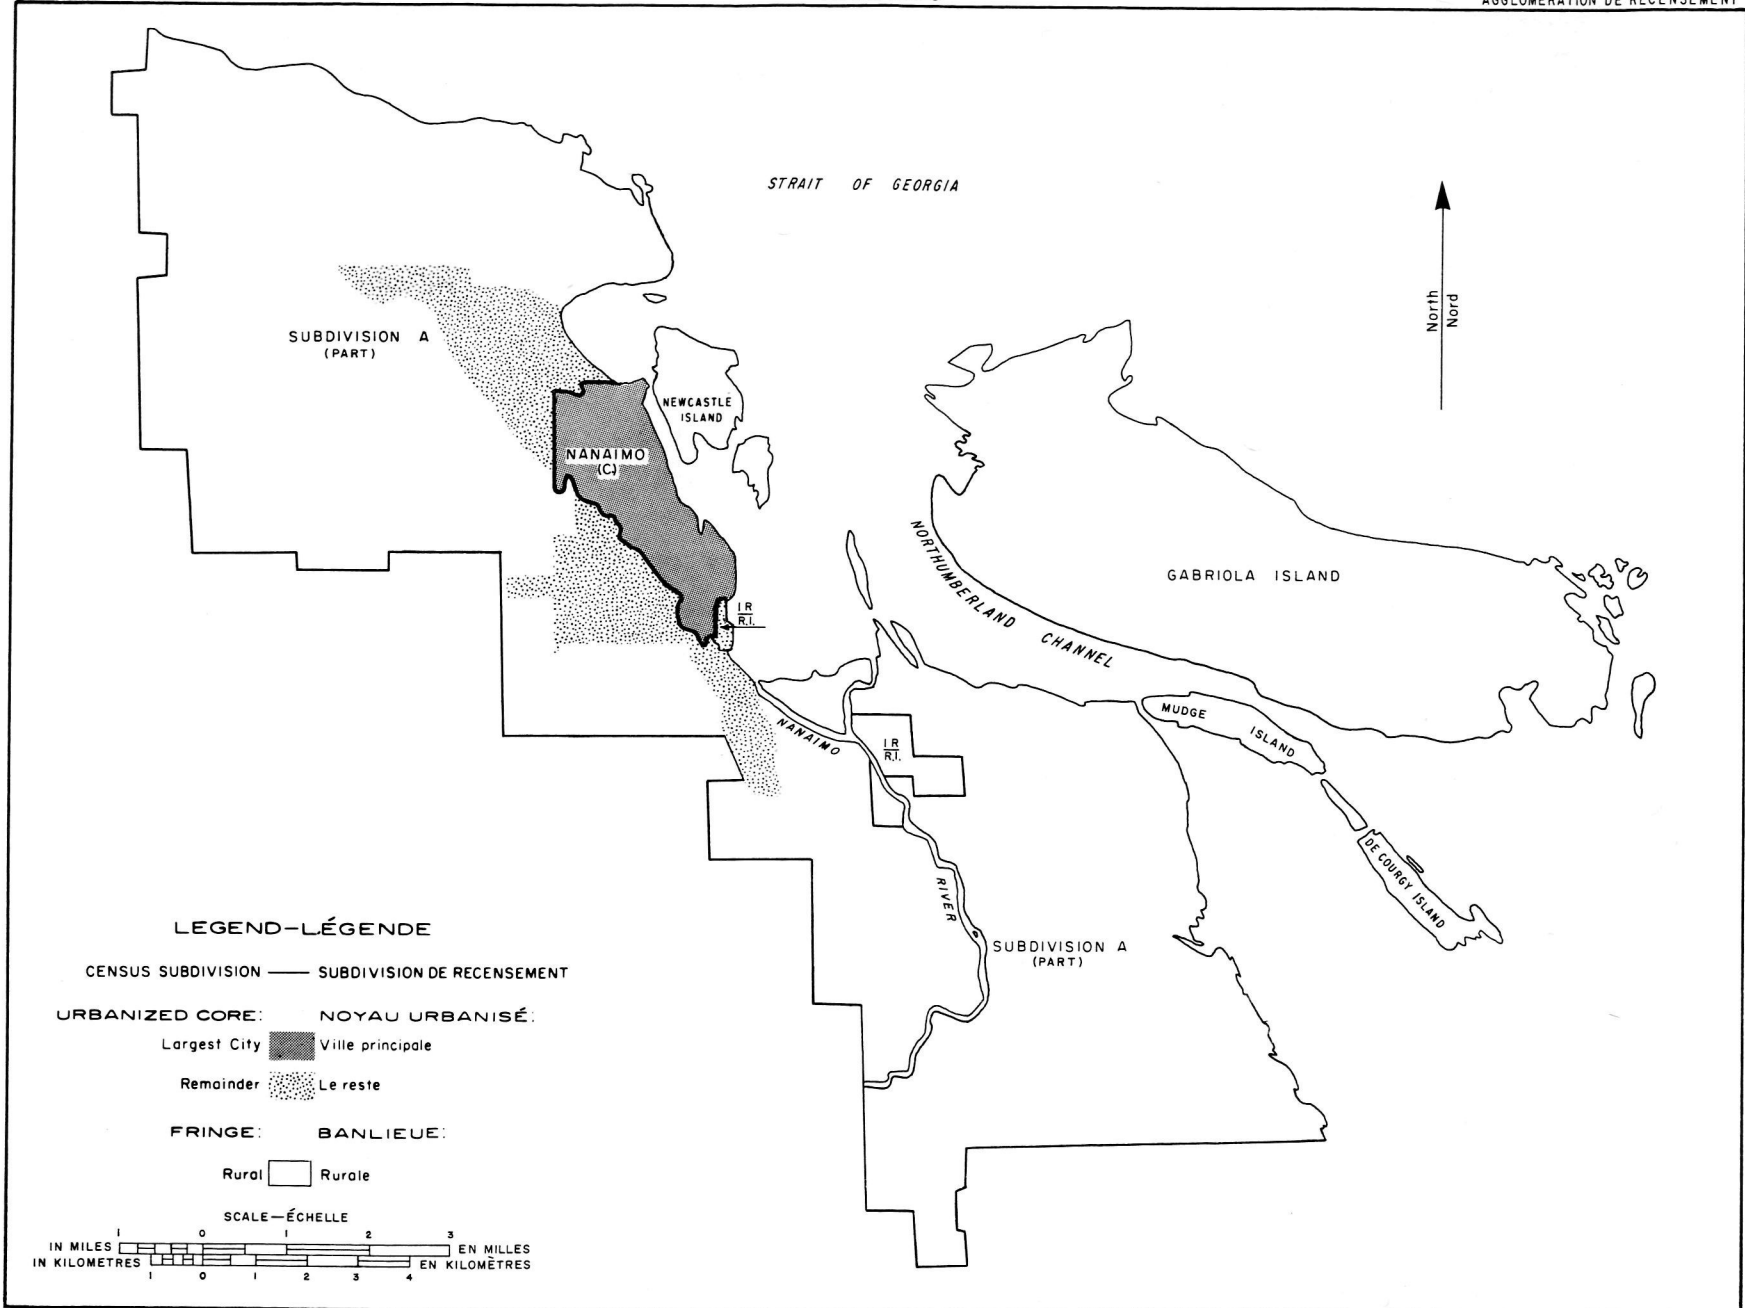 AGGLOMÉRATION DE RECENSEMENT
STRAIT OF GEORGIA
North
Nord
SUBDIVISION A
(PART)
NEWCASTLE
ISLAND
NANAIMO
(C.)
NORTHUMBERLAND CHANNEL
GABRIOLA ISLAND
I R
R.I.
MUDGE ISLAND
NANAIMO
I R
R.I.
DE COURGY ISLAND
RIVER
SUBDIVISION A
(PART)
LEGEND–LÉGENDE
CENSUS SUBDIVISION SUBDIVISION DE RECENSEMENT
URBANIZED CORE: NOYAU URBANISÉ:
Largest City Ville principale
Remainder Le reste
FRINGE: BANLIEUE:
Rural Rurale
SCALE–ÉCHELLE
1 0 1 2 3
IN MILES EN MILLES
IN KILOMETRES EN KILOMÈTRES
1 0 1 2 3 4